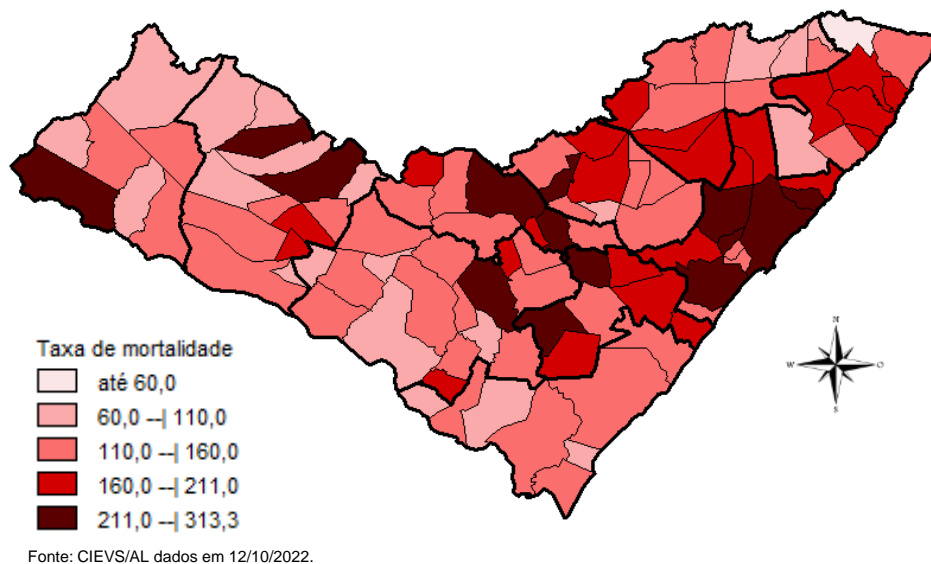 Taxa de mortalidade
até 60,0
60,0 --| 110,0
110,0 --| 160,0
160,0 --| 211,0
211,0 --| 313,3
N
W
O
S
Fonte: CIEVS/AL dados em 12/10/2022.